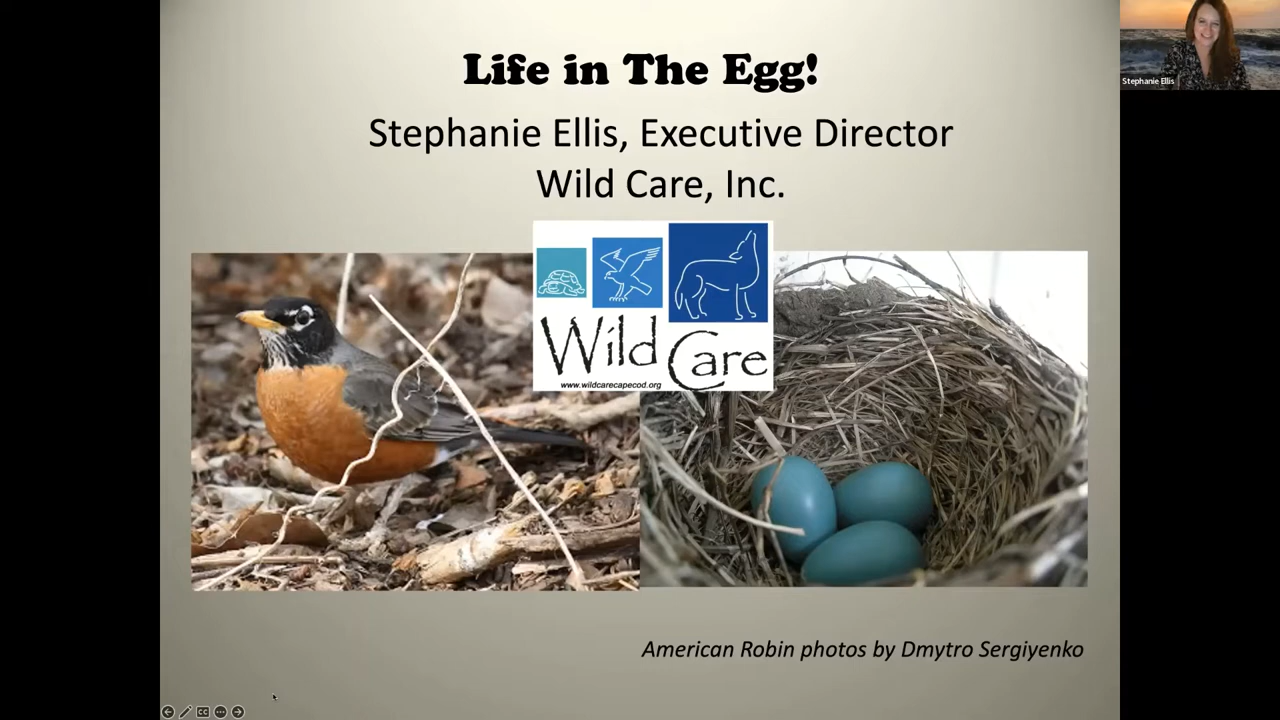 Life in The Egg!
Stephanie Ellis, Executive Director
Wild Care, Inc.
Wild Care
www.wildcarecapecod.org
American Robin photos by Dmytro Sergiyenko
Stephanie Ellis
CC